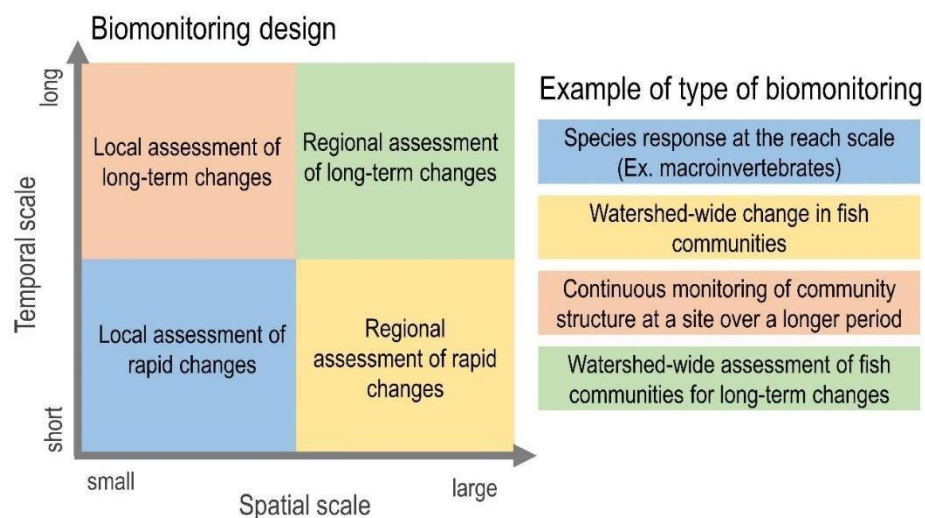 Biomonitoring design
long
Temporal scale
short
Local assessment of
long-term changes
Regional assessment
of long-term changes
Local assessment of
rapid changes
Regional
assessment of rapid
changes
small
Spatial scale
large
Example of type of biomonitoring
Species response at the reach scale
(Ex. macroinvertebrates)
Watershed-wide change in fish
communities
Continuous monitoring of community
structure at a site over a longer period
Watershed-wide assessment of fish
communities for long-term changes